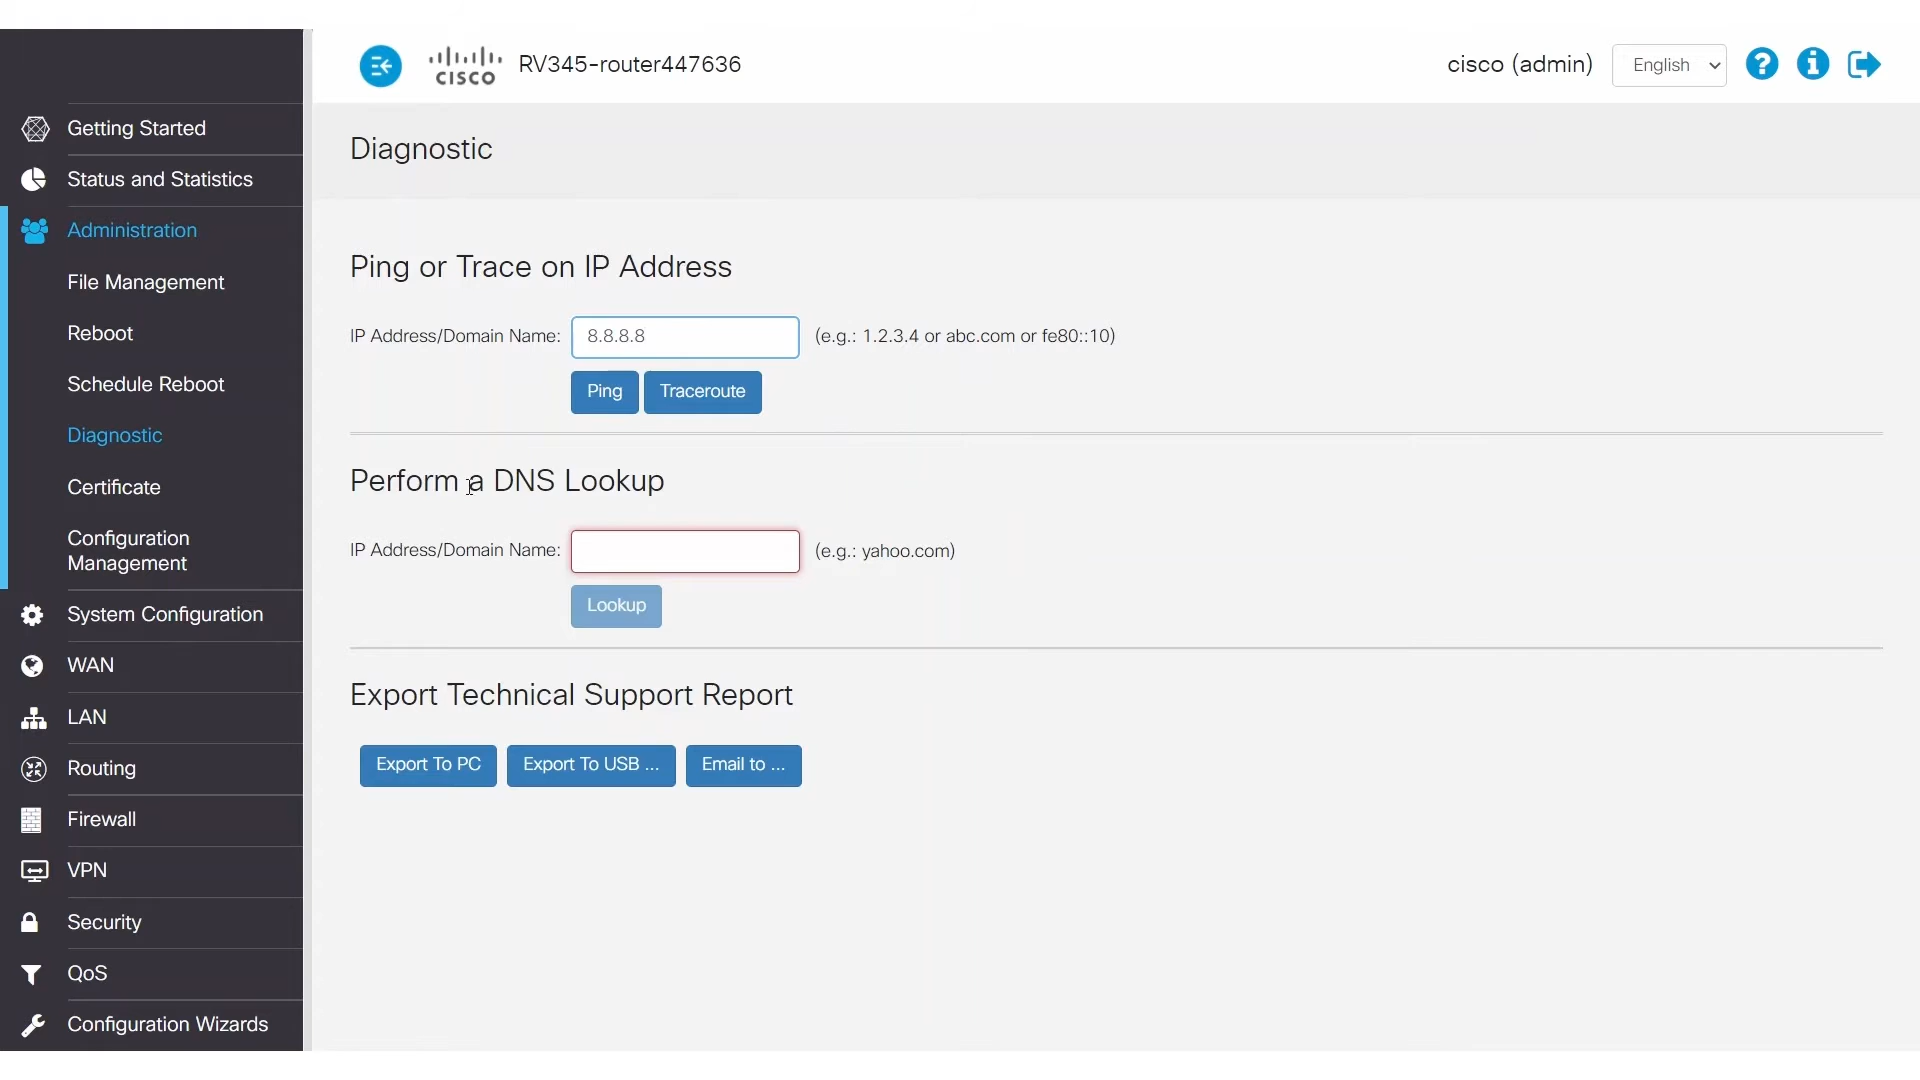 CISCO
RV345-router447636
cisco (admin)
English
Getting Started
Status and Statistics
Administration
File Management
Reboot
Schedule Reboot
Diagnostic
Certificate
Configuration
Management
System Configuration
WAN
LAN
Routing
Firewall
VPN
Security
QoS
Configuration Wizards
Diagnostic
Ping or Trace on IP Address
IP Address/Domain Name: 8.8.8.8 (e.g.: 1.2.3.4 or abc.com or fe80::10)
Ping Traceroute
Perform a DNS Lookup
IP Address/Domain Name: (e.g.: yahoo.com)
Lookup
Export Technical Support Report
Export To PC Export To USB ... Email to ...